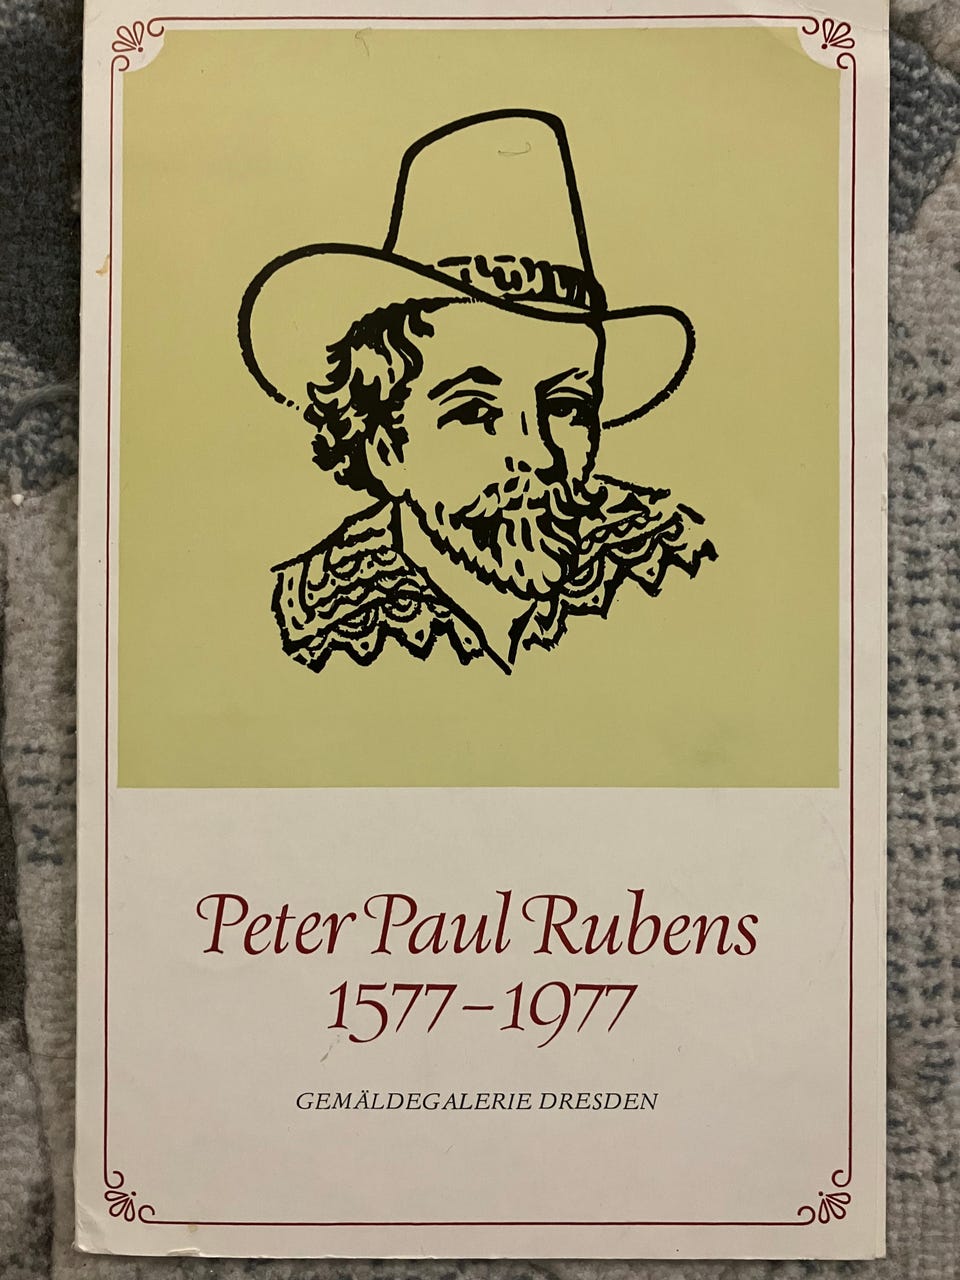 Peter Paul Rubens
1577–1977
GEMÄLDEGALERIE DRESDEN